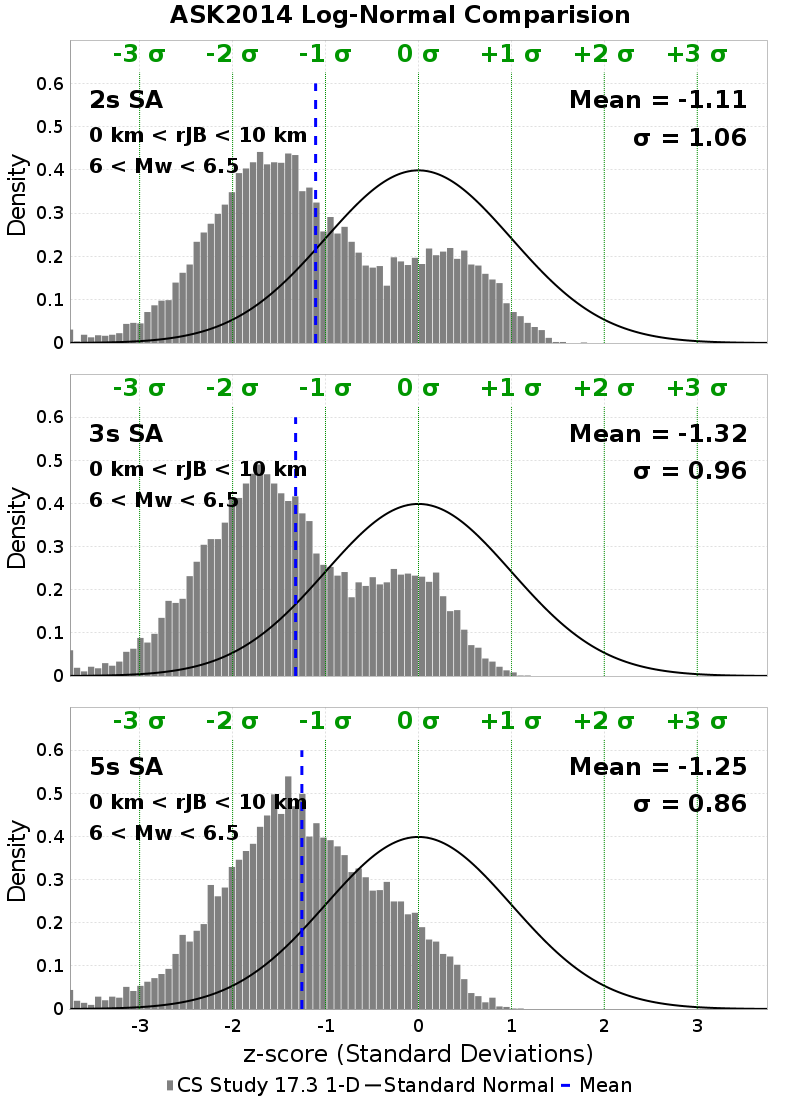 ASK2014 Log-Normal Comparision
-3 σ -2 σ -1 σ 0 σ +1 σ +2 σ +3 σ
0.6
2s SA Mean = -1.11
0.5
0 km < rJB < 10 km σ = 1.06
6 < Mw < 6.5
0.4
Density
0.3
0.2
0.1
0
-3 σ -2 σ -1 σ 0 σ +1 σ +2 σ +3 σ
0.6
3s SA Mean = -1.32
0.5
0 km < rJB < 10 km σ = 0.96
6 < Mw < 6.5
0.4
Density
0.3
0.2
0.1
0
-3 σ -2 σ -1 σ 0 σ +1 σ +2 σ +3 σ
0.6
5s SA Mean = -1.25
0.5
0 km < rJB < 10 km σ = 0.86
6 < Mw < 6.5
0.4
Density
0.3
0.2
0.1
0
-3 -2 -1 0 1 2 3
z-score (Standard Deviations)
CS Study 17.3 1-D Standard Normal Mean